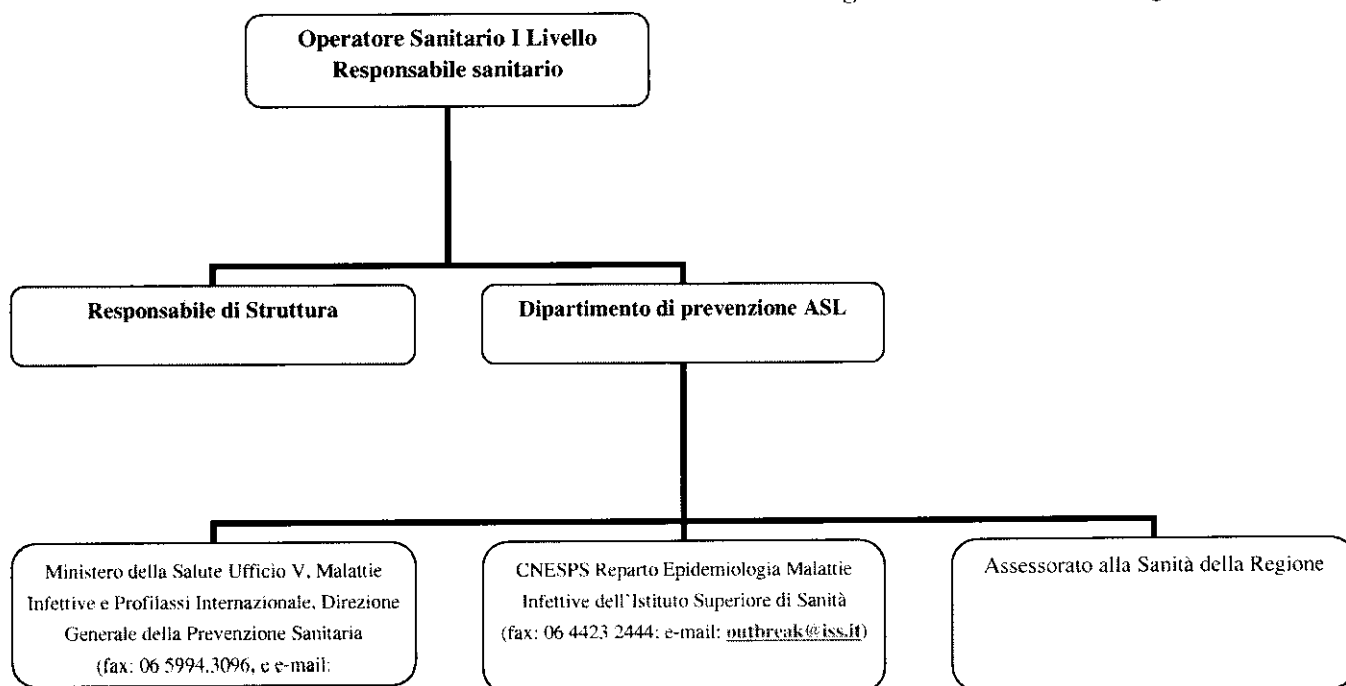 Operatore Sanitario I Livello
Responsabile sanitario
Responsabile di Struttura
Dipartimento di prevenzione ASL
Ministero della Salute Ufficio V, Malattie
Infettive e Profilassi Internazionale, Direzione
Generale della Prevenzione Sanitaria
(fax: 06 5994.3096, e e-mail:
CNESPS Reparto Epidemiologia Malattie
Infettive dell'Istituto Superiore di Sanità
(fax: 06 4423 2444; e-mail: outbreak@iss.it)
Assessorato alla Sanità della Regione